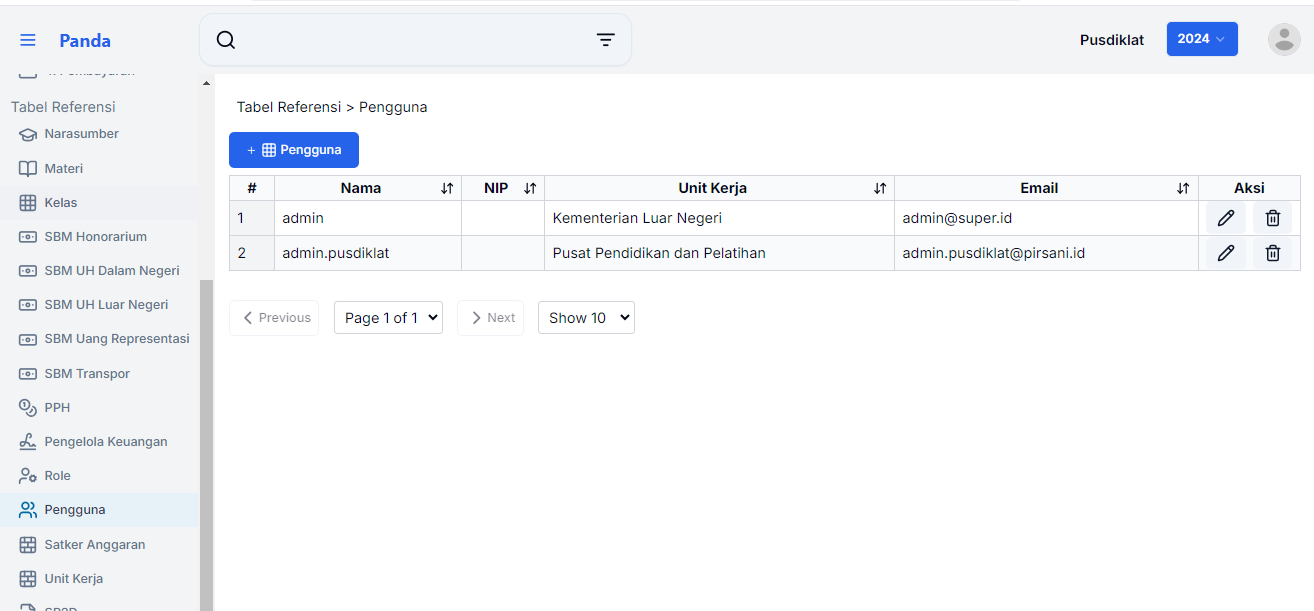 Panda
Pusdiklat
2024
Tabel Referensi
Narasumber
Materi
Kelas
SBM Honorarium
SBM UH Dalam Negeri
SBM UH Luar Negeri
SBM Uang Representasi
SBM Transpor
PPH
Pengelola Keuangan
Role
Pengguna
Satker Anggaran
Unit Kerja
Tabel Referensi > Pengguna
+ Pengguna
# Nama NIP Unit Kerja Email Aksi
1 admin Kementerian Luar Negeri admin@super.id
2 admin.pusdiklat Pusat Pendidikan dan Pelatihan admin.pusdiklat@pirsani.id
Previous Page 1 of 1 Next Show 10